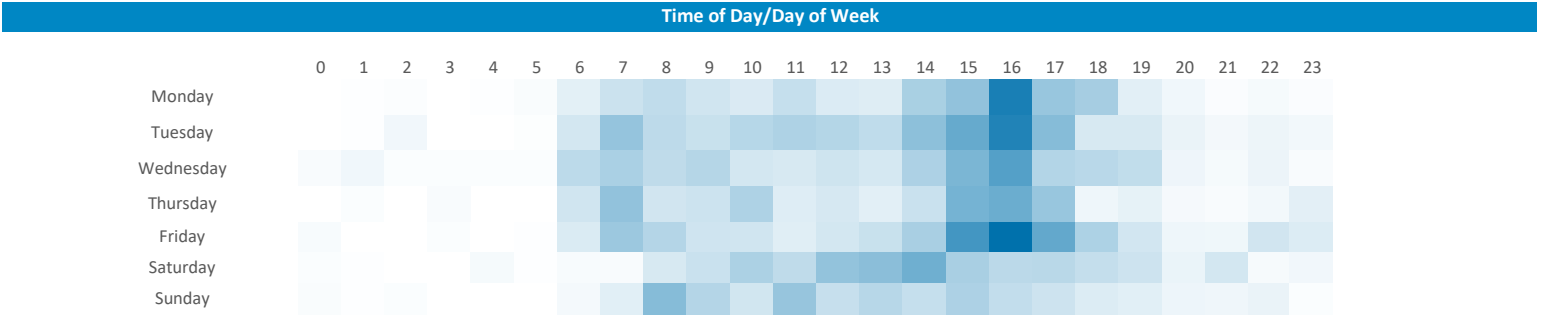 Time of Day/Day of Week
0 1 2 3 4 5 6 7 8 9 10 11 12 13 14 15 16 17 18 19 20 21 22 23
Monday
Tuesday
Wednesday
Thursday
Friday
Saturday
Sunday